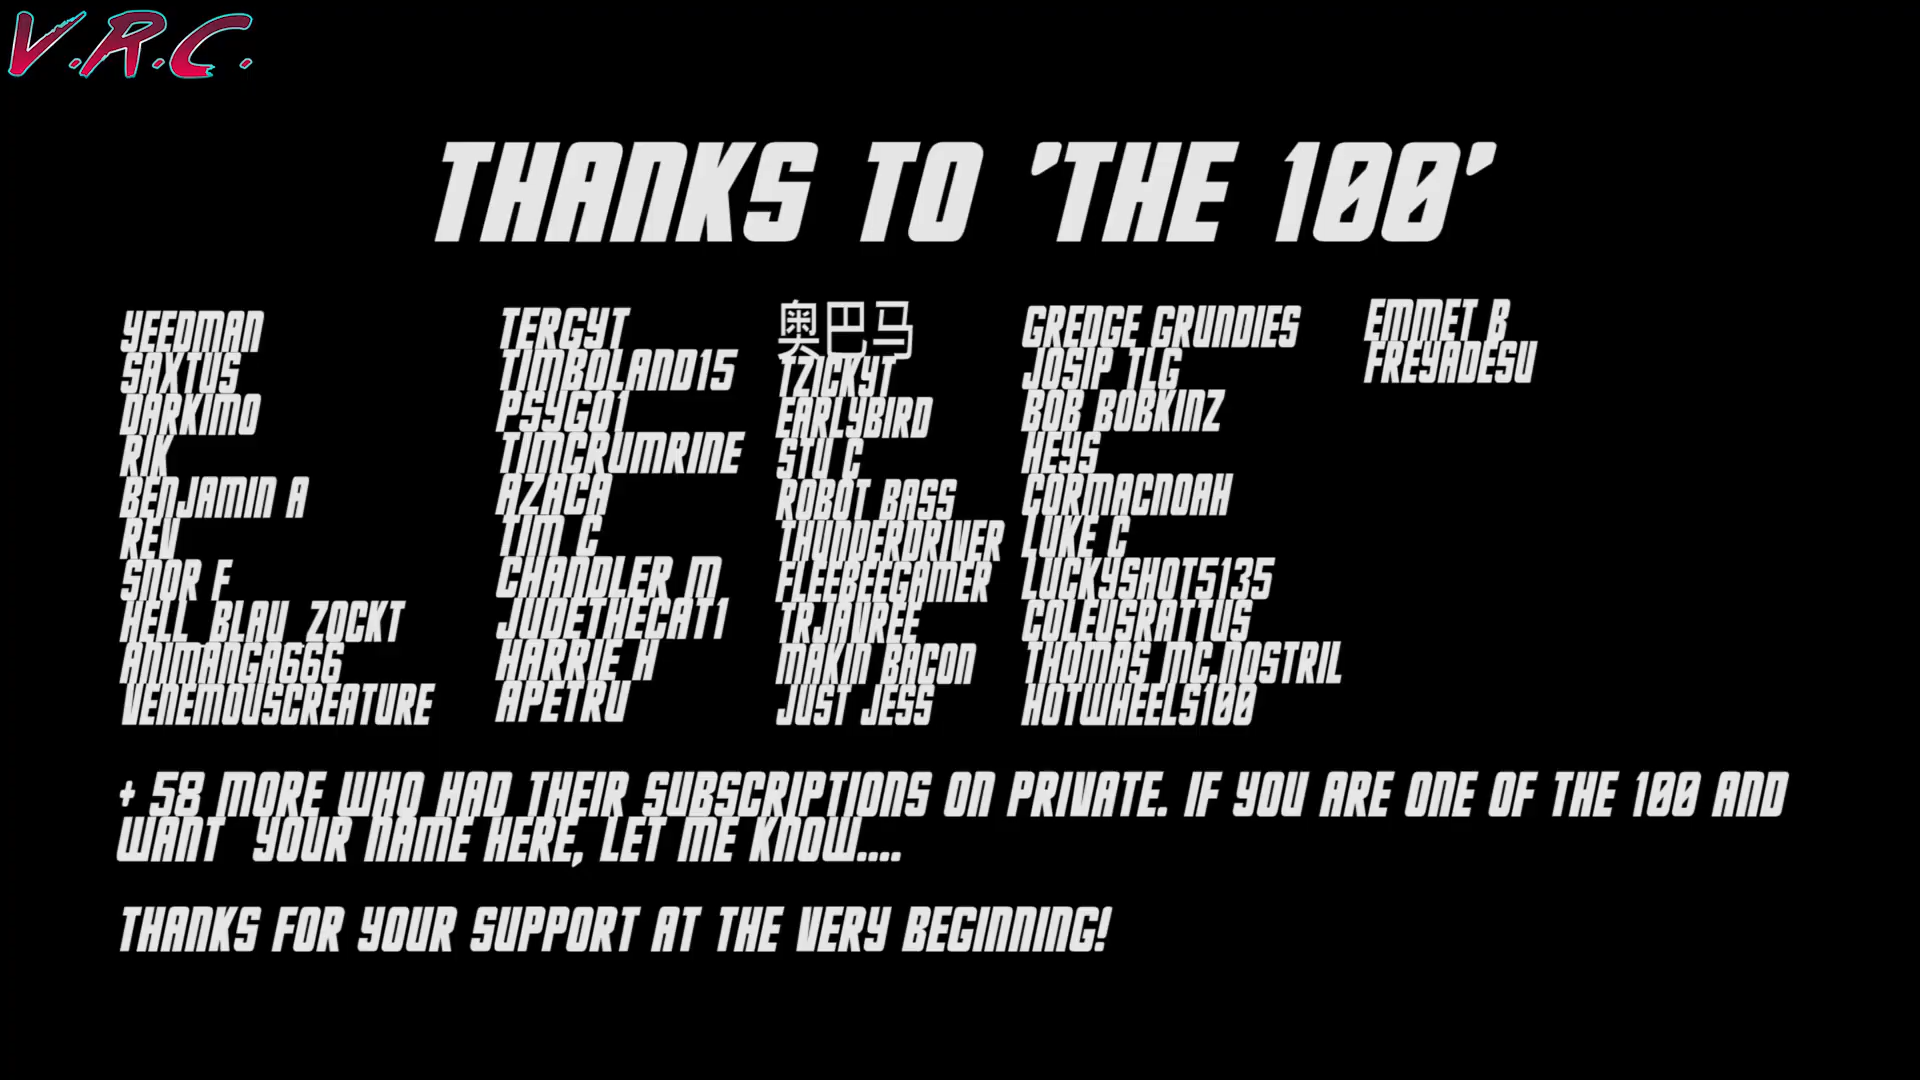 V.R.C.
THANKS TO 'THE 100'
YEEDMAN
SAXTUS
DARKIMO
RIK
BENJAMIN A
REV
SNOR F
HELL_BLAU_ZOCKT
ANIMANGA666
VENEMOUSCREATURE
TERGYT
TIMBOLAND15
PSYGO1
TIMCRUMRINE
AZACA
TIM C
CHANDLER M
JUDETHECAT1
HARRIE H
APETRU
奥巴马
TZICKYT
EARLYBIRD
STU C
ROBOT BASS
THUNDERDRIVER
FLEEBEEGAMER
TRJAVREE
MAKIN BACON
JUST JESS
GREDGE GRUNDIES
JOSIP TLG
BOB BOBKINZ
HEYS
CORMACNOAH
LUKE C
LUCKYSHOT5135
COLEUSRATTUS
THOMAS MC.NOSTRIL
HOTWHEELS100
EMMET B
FREYADESU
+ 58 MORE WHO HAD THEIR SUBSCRIPTIONS ON PRIVATE. IF YOU ARE ONE OF THE 100 AND
WANT YOUR NAME HERE, LET ME KNOW....
THANKS FOR YOUR SUPPORT AT THE VERY BEGINNING!